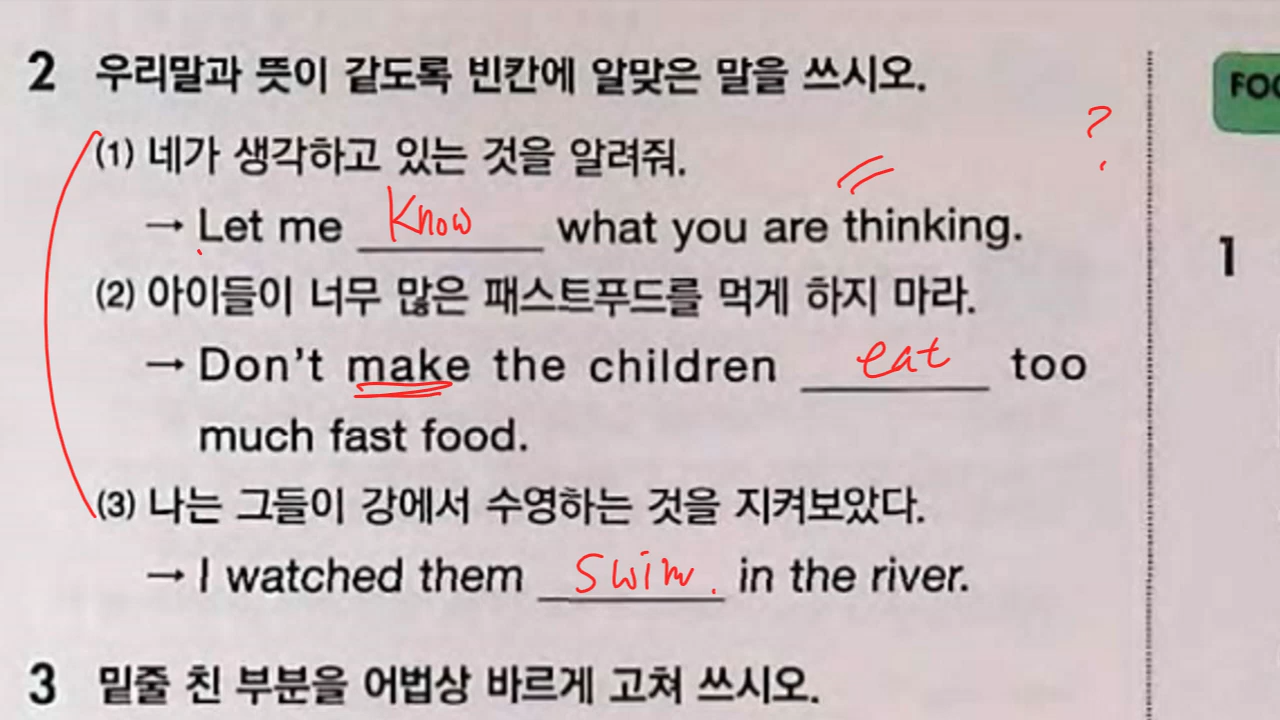 2 우리말과 뜻이 같도록 빈칸에 알맞은 말을 쓰시오.
(1) 네가 생각하고 있는 것을 알려줘.
→ Let me know what you are thinking.
(2) 아이들이 너무 많은 패스트푸드를 먹게 하지 마라.
→ Don't make the children eat too
much fast food.
(3) 나는 그들이 강에서 수영하는 것을 지켜보았다.
→ I watched them swim in the river.
3 밑줄 친 부분을 어법상 바르게 고쳐 쓰시오.
?
1